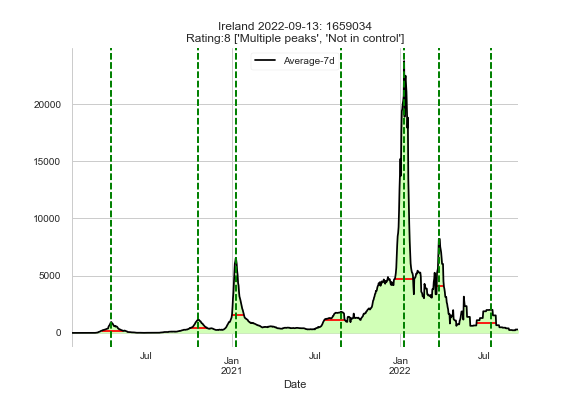 Ireland 2022-09-13: 1659034
Rating:8 ['Multiple peaks', 'Not in control']
Average-7d
20000
15000
10000
5000
0
Jul
Jan
2021
Jul
Jan
2022
Jul
Date